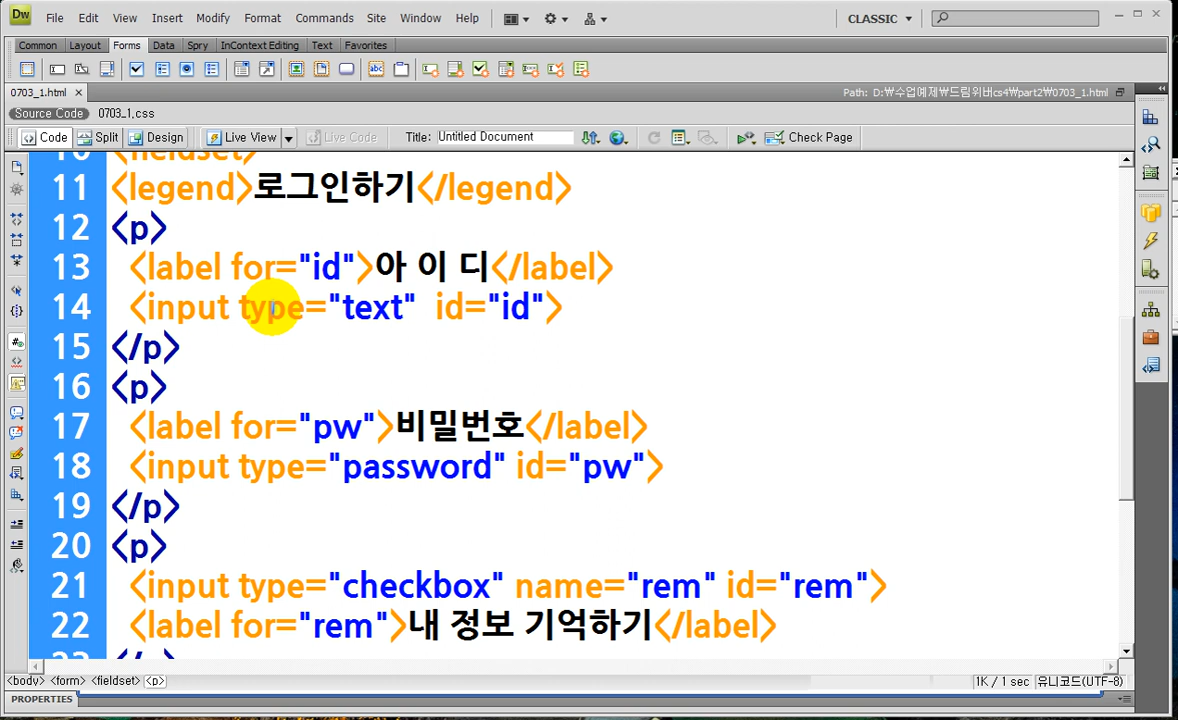 Dw File Edit View Insert Modify Format Commands Site Window Help CLASSIC
Common Layout Forms Data Spry InContext Editing Text Favorites
0703_1.html Path: D:₩수업예제₩드림위버cs4₩part2₩0703_1.html
Source Code 0703_1.css
Code Split Design Live View Live Code Title: Untitled Document Check Page
10 <fieldset>
11 <legend>로그인하기</legend>
12 <p>
13 <label for="id">아 이 디</label>
14 <input type="text" id="id">
15 </p>
16 <p>
17 <label for="pw">비밀번호</label>
18 <input type="password" id="pw">
19 </p>
20 <p>
21 <input type="checkbox" name="rem" id="rem">
22 <label for="rem">내 정보 기억하기</label>
23 </p>
<body> <form> <fieldset> <p> 1K / 1 sec 유니코드(UTF-8)
PROPERTIES